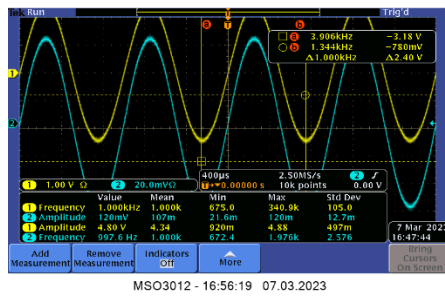 Tek Run Trig'd
a b
a 3.906kHz -3.18 V
b 1.344kHz -780mV
Δ1.000kHz Δ2.40 V
1
2
1 1.00 V Ω 2 20.0mVΩ 400µs 2.50MS/s 2
T 0.00000 s 10k points 0.00 V
Value Mean Min Max Std Dev
1 Frequency 1.000kHz 1.000k 675.0 340.9k 105.0
2 Amplitude 120mV 107m 21.6m 120m 12.7m
1 Amplitude 4.80 V 4.34 920m 4.88 497m
2 Frequency 997.6 Hz 1.000k 672.4 1.976k 2.576
7 Mar 2023
16:47:44
Add Measurement
Remove Measurement
Indicators Off
More
Bring Cursors On Screen
MSO3012 - 16:56:19 07.03.2023